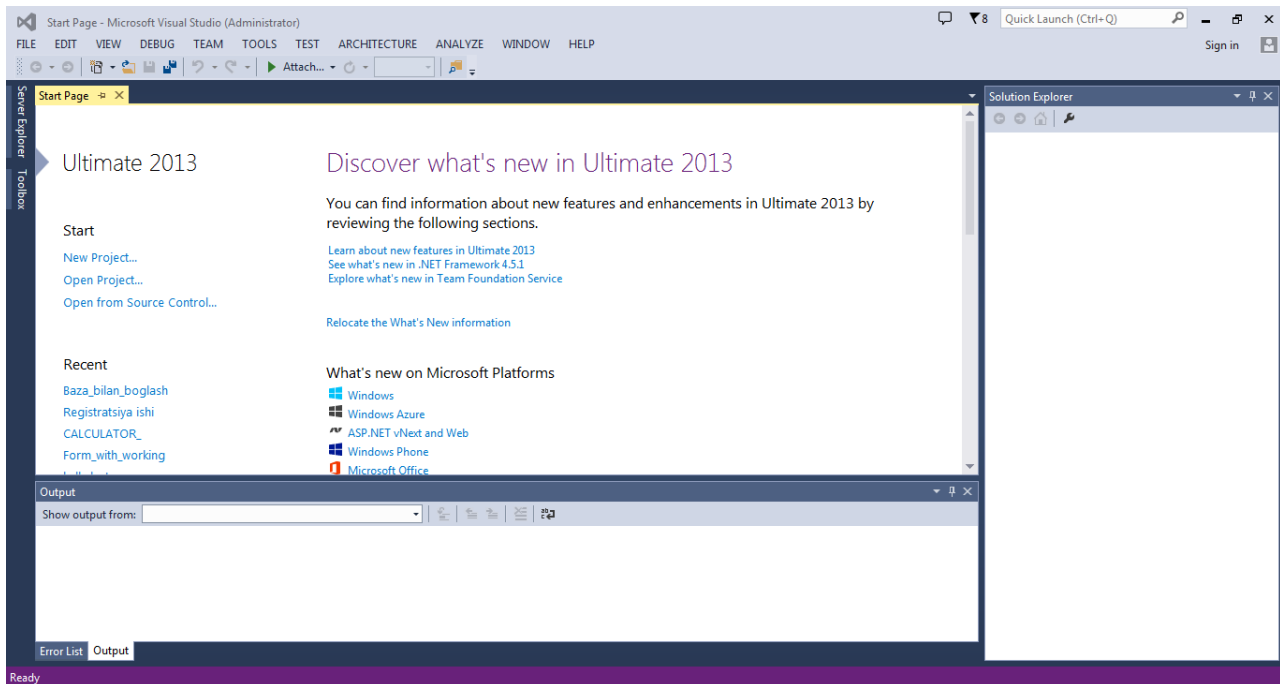 Start Page - Microsoft Visual Studio (Administrator)
8
Quick Launch (Ctrl+Q)
FILE EDIT VIEW DEBUG TEAM TOOLS TEST ARCHITECTURE ANALYZE WINDOW HELP
Sign in
Attach...
Server Explorer
Toolbox
Start Page
Ultimate 2013
Start
New Project...
Open Project...
Open from Source Control...
Recent
Baza_bilan_boglash
Registratsiya ishi
CALCULATOR_
Form_with_working
Discover what's new in Ultimate 2013
You can find information about new features and enhancements in Ultimate 2013 by
reviewing the following sections.
Learn about new features in Ultimate 2013
See what's new in .NET Framework 4.5.1
Explore what's new in Team Foundation Service
Relocate the What's New information
What's new on Microsoft Platforms
Windows
Windows Azure
ASP.NET vNext and Web
Windows Phone
Microsoft Office
Solution Explorer
Output
Show output from:
Error List Output
Ready